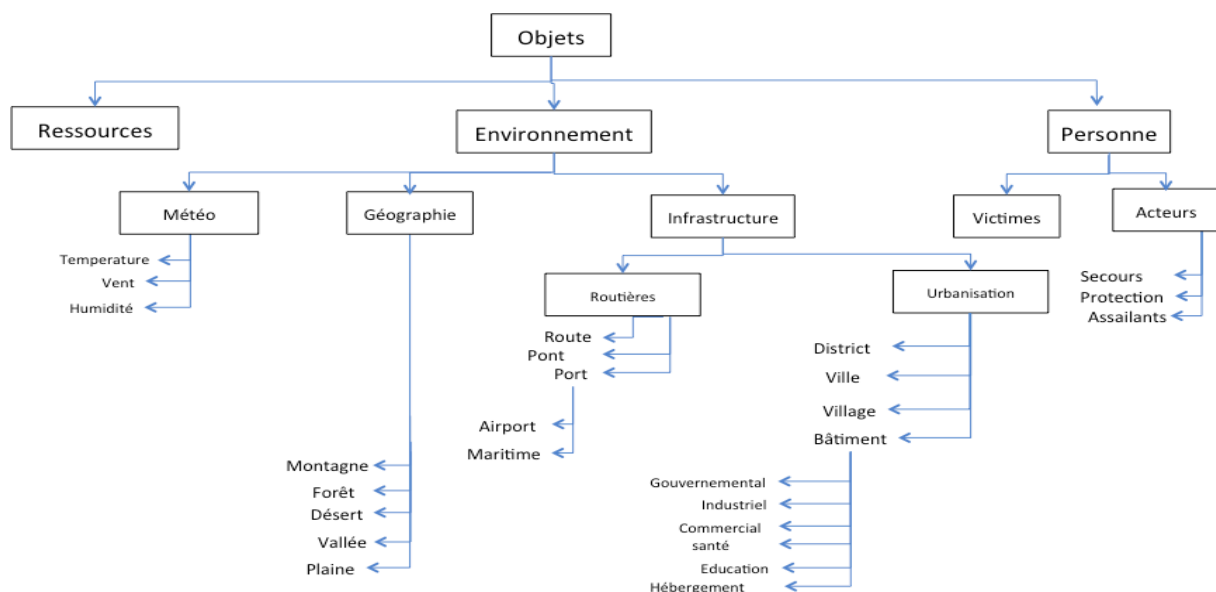 Objets
Ressources
Environnement
Personne
Météo
Géographie
Infrastructure
Victimes
Acteurs
Temperature
Vent
Humidité
Routières
Urbanisation
Secours
Protection
Assaillants
Route
Pont
Port
District
Ville
Village
Bâtiment
Airport
Maritime
Montagne
Forêt
Désert
Vallée
Plaine
Gouvernemental
Industriel
Commercial
santé
Education
Hébergement